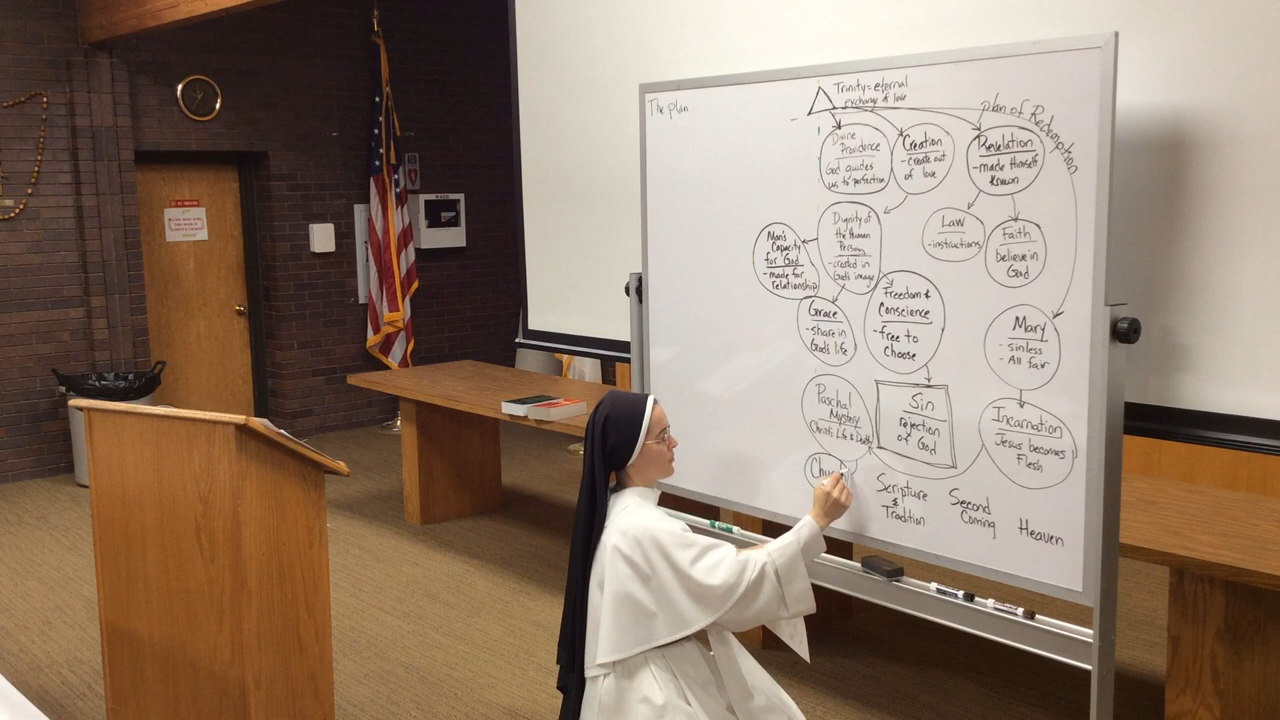 The plan
Trinity = eternal
exchange of love
plan of Redemption
Divine
Providence
God guides
us to perfection
Creation
-create out
of love
Revelation
-made himself
known
Law
-instructions
Faith
believe in
God
Dignity of
the Human
Person
-created in
God's image
Man's
Capacity
for God
-made for
relationship
Grace
-share in
God's life
Freedom &
Conscience
-free to
choose
Mary
-sinless
-All fair
Paschal
Mystery
Christ's Life & Death
Sin
rejection
of God
Incarnation
Jesus becomes
Flesh
Chu
Scripture
&
Tradition
Second
Coming
Heaven